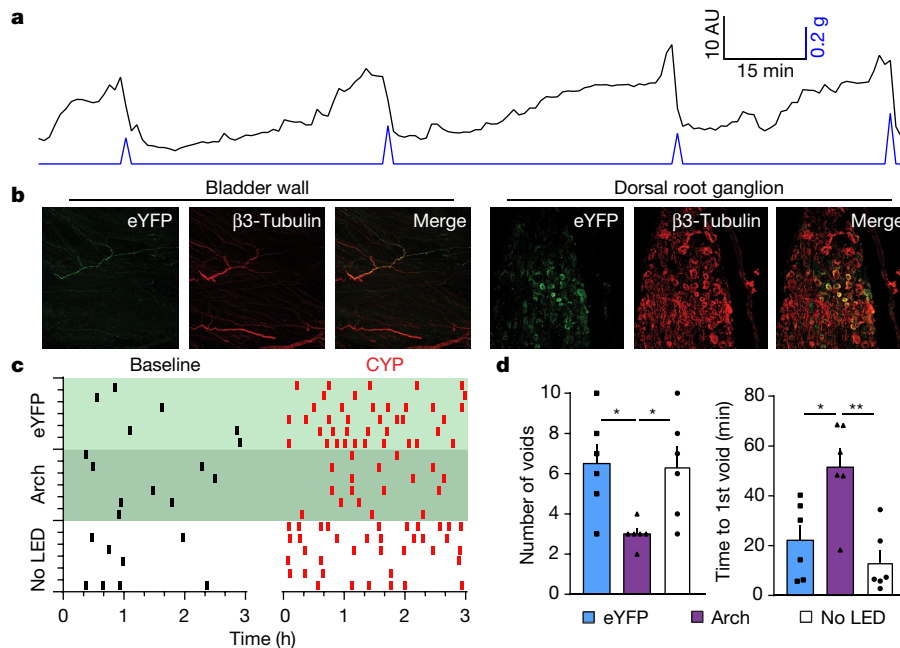 a
10 AU
0.2 g
15 min
b
Bladder wall
Dorsal root ganglion
eYFP
β3-Tubulin
Merge
eYFP
β3-Tubulin
Merge
c
Baseline
CYP
eYFP
Arch
No LED
0 1 2 3 0 1 2 3
Time (h)
d
Number of voids
10
8
6
4
2
0
* *
Time to 1st void (min)
80
60
40
20
0
* **
eYFP
Arch
No LED